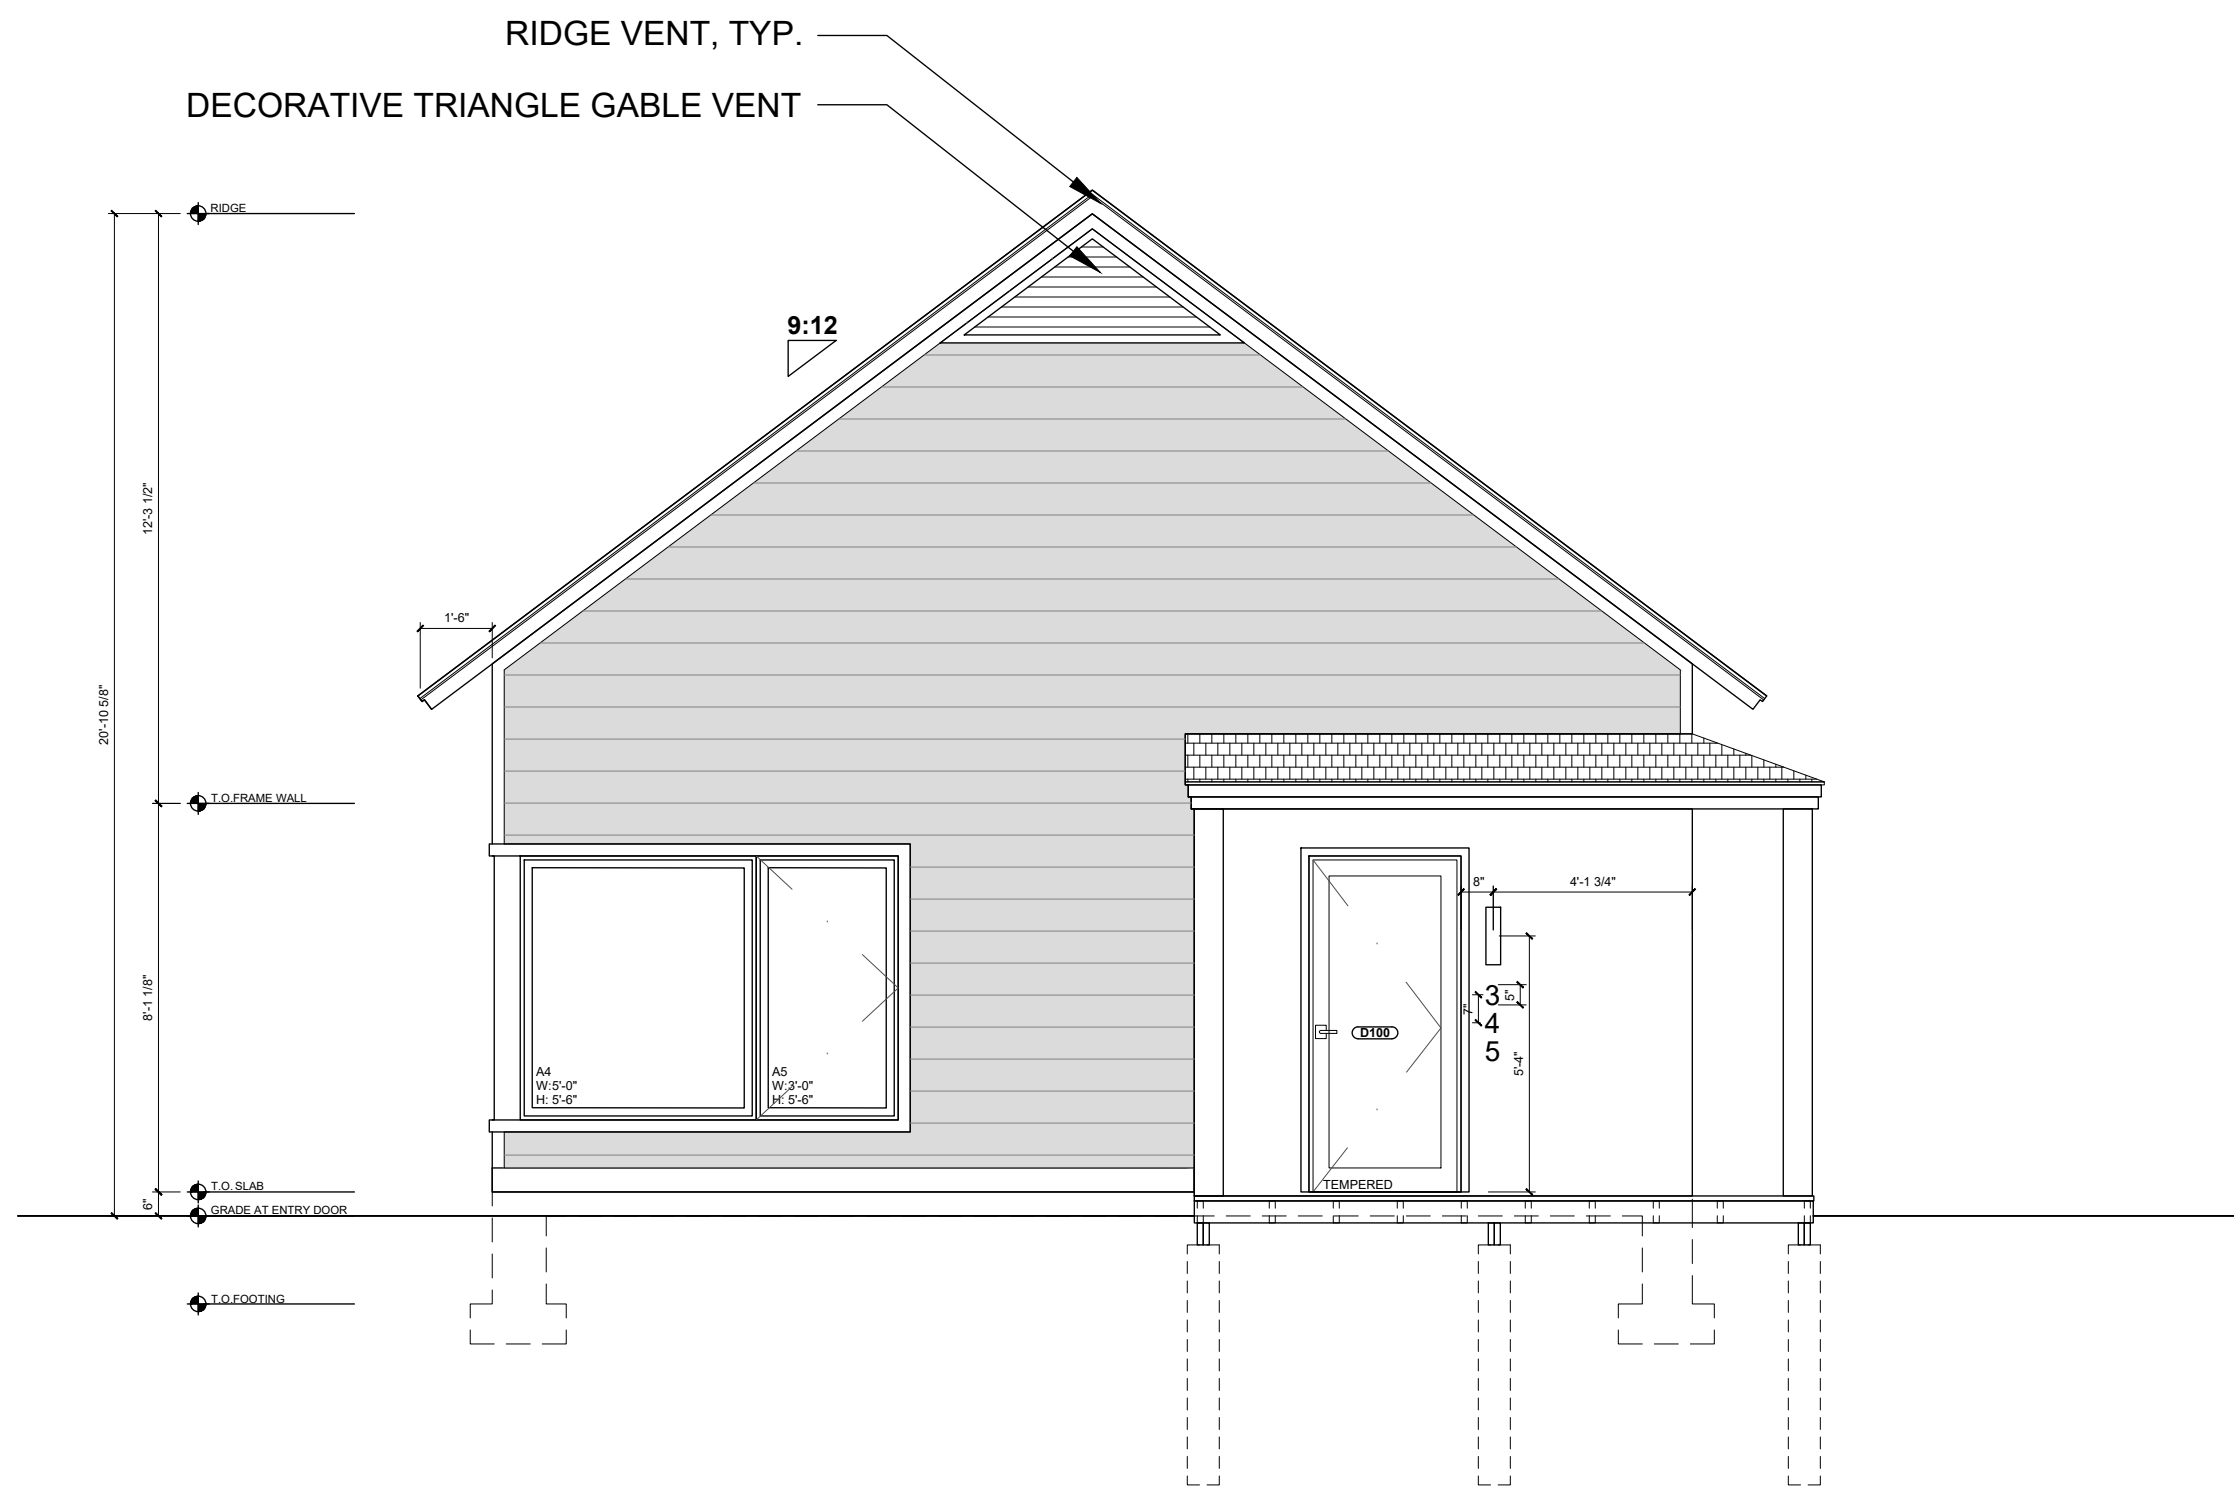 RIDGE VENT, TYP.
DECORATIVE TRIANGLE GABLE VENT
RIDGE
9:12
12'-3 1/2"
1'-6"
20'-10 5/8"
T.O.FRAME WALL
8"
4'-1 3/4"
8'-1 1/8"
3
4
5
5"
7"
D100
5'-4"
A4
W:5'-0"
H: 5'-6"
A5
W:3'-0"
H: 5'-6"
TEMPERED
T.O. SLAB
6"
GRADE AT ENTRY DOOR
T.O.FOOTING